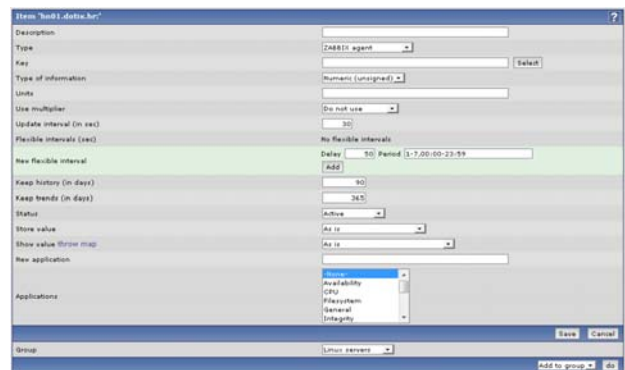 Item 'hn01.dotix.hr:'
?
Description
Type ZABBIX agent
Key Select
Type of information Numeric (unsigned)
Units
Use multiplier Do not use
Update interval (in sec) 30
Flexible intervals (sec) No flexible intervals
New flexible interval Delay 50 Period 1-7,00:00-23:59
Add
Keep history (in days) 90
Keep trends (in days) 365
Status Active
Store value As is
Show value throw map As is
New application
Applications -None-
Availability
CPU
Filesystem
General
Integrity
Save Cancel
Group Linux servers
Add to group do